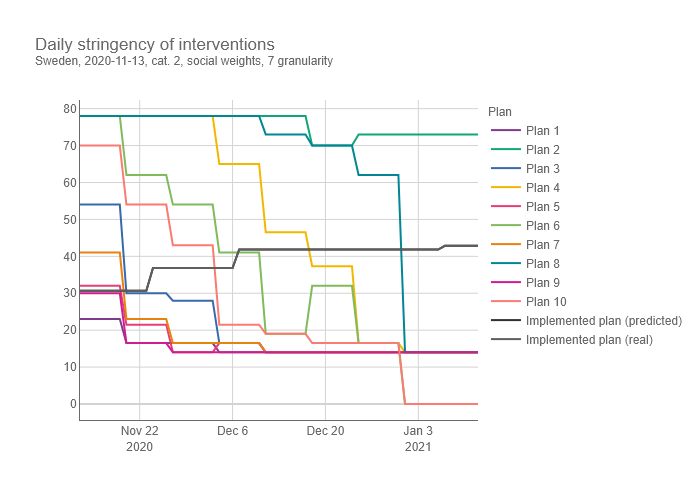 Daily stringency of interventions
Sweden, 2020-11-13, cat. 2, social weights, 7 granularity
80
70
60
50
40
30
20
10
0
Nov 22
2020
Dec 6
Dec 20
Jan 3
2021
Plan
Plan 1
Plan 2
Plan 3
Plan 4
Plan 5
Plan 6
Plan 7
Plan 8
Plan 9
Plan 10
Implemented plan (predicted)
Implemented plan (real)